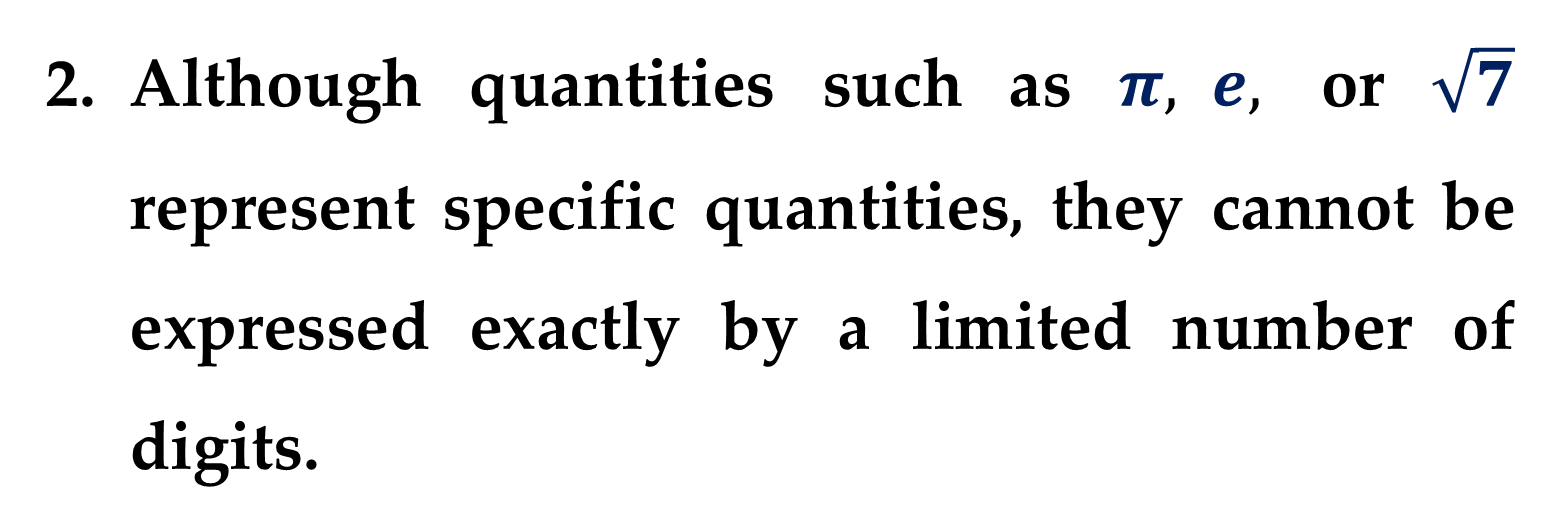 2. Although quantities such as π, e, or √7
represent specific quantities, they cannot be
expressed exactly by a limited number of
digits.